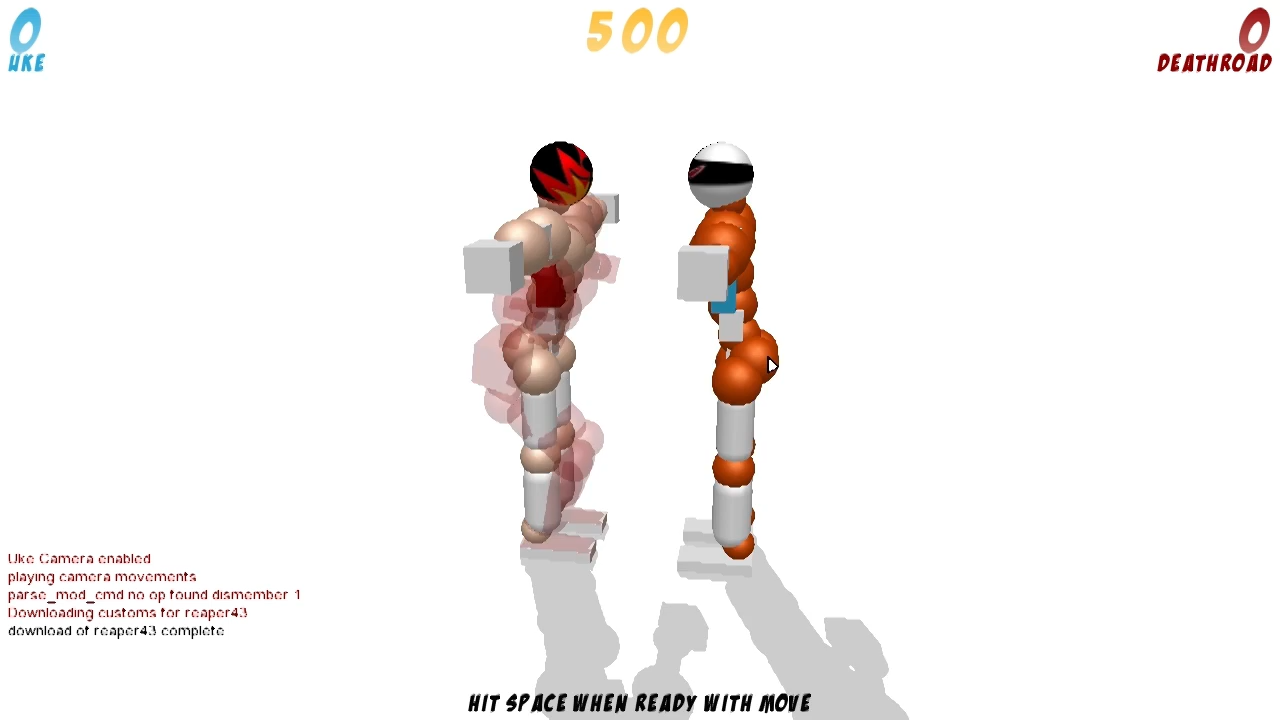 0
UKE
500
0
DEATHROAD
Uke Camera enabled
playing camera movements
parse_mod_cmd no op found dismember 1
Downloading customs for reaper43
download of reaper43 complete
HIT SPACE WHEN READY WITH MOVE